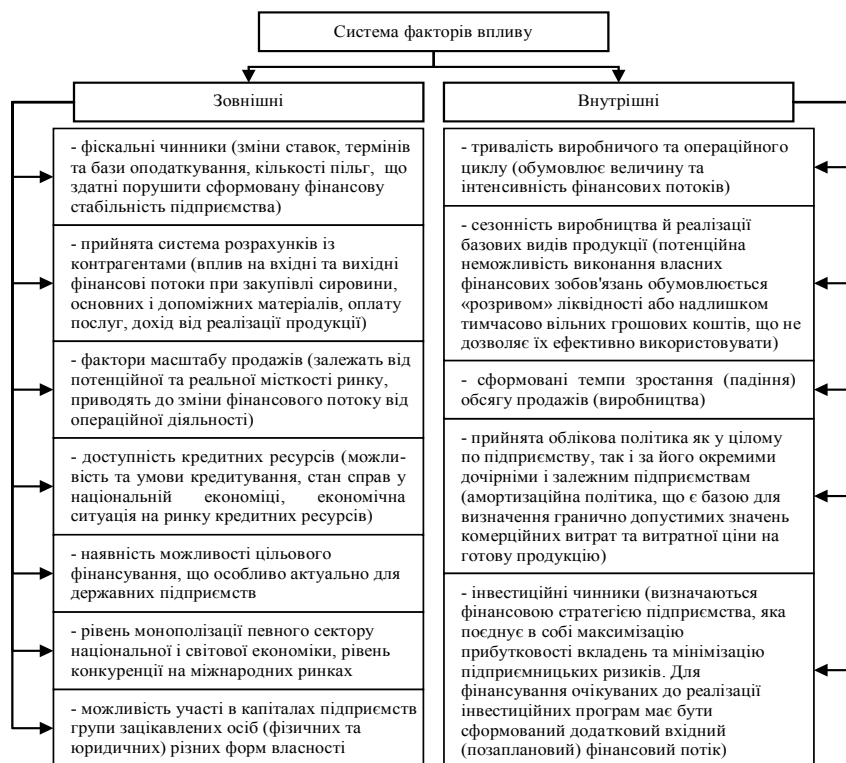 Система факторів впливу
Зовнішні
- фіскальні чинники (зміни ставок, термінів
та бази оподаткування, кількості пільг, що
здатні порушити сформовану фінансову
стабільність підприємства)
- прийнята система розрахунків із
контрагентами (вплив на вхідні та вихідні
фінансові потоки при закупівлі сировини,
основних і допоміжних матеріалів, оплату
послуг, дохід від реалізації продукції)
- фактори масштабу продажів (залежать від
потенційної та реальної місткості ринку,
приводять до зміни фінансового потоку від
операційної діяльності)
- доступність кредитних ресурсів (можли-
вість та умови кредитування, стан справ у
національній економіці, економічна
ситуація на ринку кредитних ресурсів)
- наявність можливості цільового
фінансування, що особливо актуально для
державних підприємств
- рівень монополізації певного сектору
національної і світової економіки, рівень
конкуренції на міжнародних ринках
- можливість участі в капіталах підприємств
групи зацікавлених осіб (фізичних та
юридичних) різних форм власності
Внутрішні
- тривалість виробничого та операційного
циклу (обумовлює величину та
інтенсивність фінансових потоків)
- сезонність виробництва й реалізації
базових видів продукції (потенційна
неможливість виконання власних
фінансових зобов'язань обумовлюється
«розривом» ліквідності або надлишком
тимчасово вільних грошових коштів, що не
дозволяє їх ефективно використовувати)
- сформовані темпи зростання (падіння)
обсягу продажів (виробництва)
- прийнята облікова політика як у цілому
по підприємству, так і за його окремими
дочірніми і залежним підприємствам
(амортизаційна політика, що є базою для
визначення гранично допустимих значень
комерційних витрат та витратної ціни на
готову продукцію)
- інвестиційні чинники (визначаються
фінансовою стратегією підприємства, яка
поєднує в собі максимізацію
прибутковості вкладень та мінімізацію
підприємницьких ризиків. Для
фінансування очікуваних до реалізації
інвестиційних програм має бути
сформований додатковий вхідний
(позаплановий) фінансовий потік)